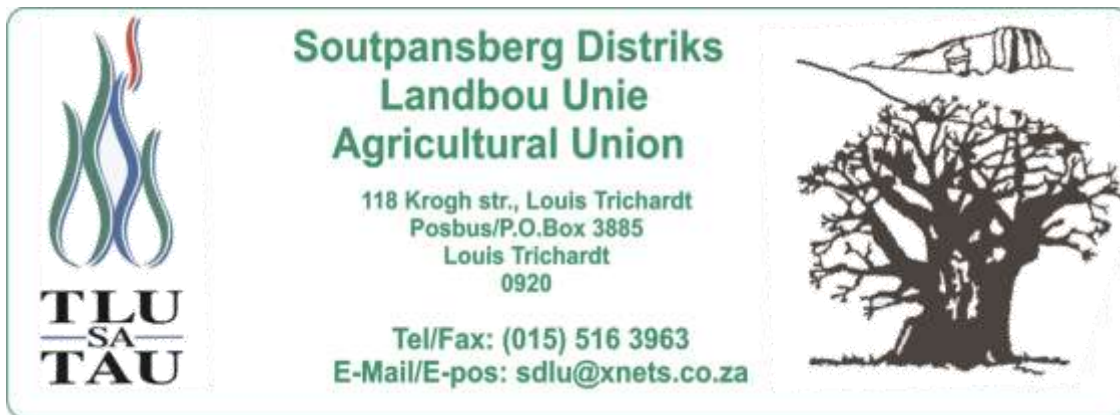 Soutpansberg Distriks
Landbou Unie
Agricultural Union
118 Krogh str., Louis Trichardt
Posbus/P.O.Box 3885
Louis Trichardt
0920
Tel/Fax: (015) 516 3963
E-Mail/E-pos: sdlu@xnets.co.za
TLU
SA
TAU